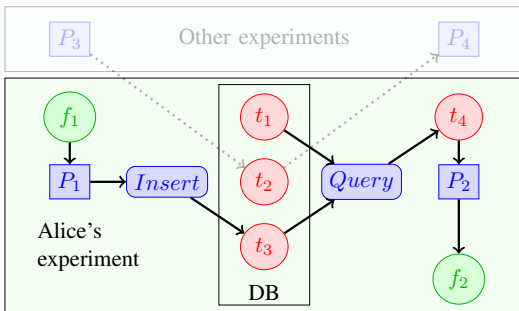 P3 Other experiments P4
f1 t1 t4
P1 Insert t2 Query P2
Alice's t3
experiment
DB f2